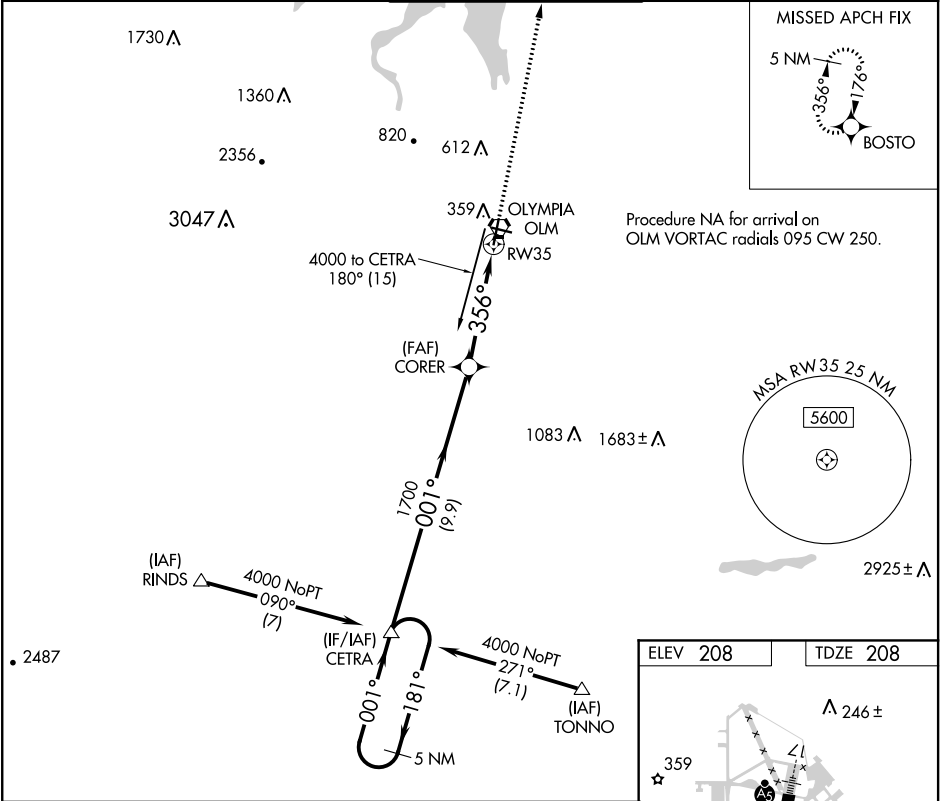 MISSED APCH FIX
5 NM
356°
176°
BOSTO
1730
1360
820
2356
612
3047
359
OLYMPIA
OLM
RW35
Procedure NA for arrival on
OLM VORTAC radials 095 CW 250.
4000 to CETRA
180° (15)
356°
(FAF)
CORER
MSA RW35 25 NM
5600
1083
1683±
1700
001°
(9.9)
2925±
(IAF)
RINDS
4000 NoPT
090°
(7)
(IF/IAF)
CETRA
4000 NoPT
271°
(7.1)
(IAF)
TONNO
2487
001°
181°
5 NM
ELEV 208
TDZE 208
246±
17
359
A5